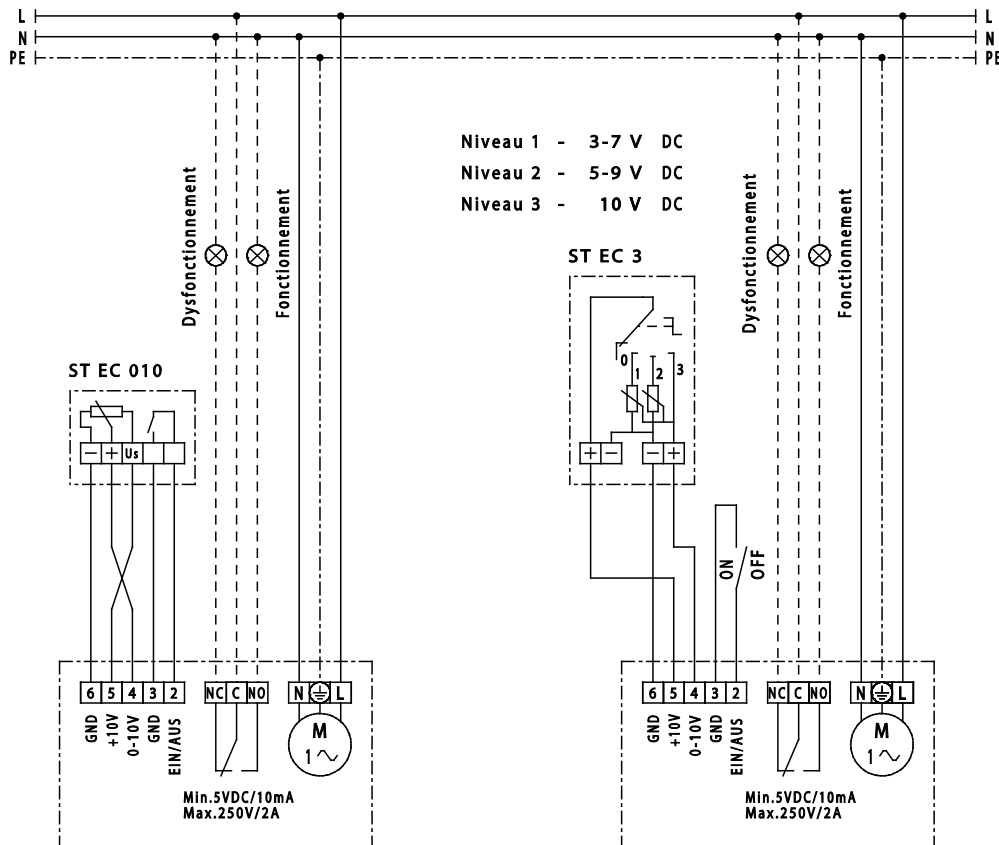 L
N
PE
L
N
PE
Niveau 1 - 3-7 V DC
Niveau 2 - 5-9 V DC
Niveau 3 - 10 V DC
Dysfonctionnement
Fonctionnement
ST EC 010
− + Us
6 5 4 3 2
GND
+10V
0-10V
GND
EIN/AUS
NC C NO
N L
M
1~
Min.5VDC/10mA
Max.250V/2A
Dysfonctionnement
Fonctionnement
ST EC 3
0 1 2 3
+ − − +
ON
OFF
6 5 4 3 2
GND
+10V
0-10V
GND
EIN/AUS
NC C NO
N L
M
1~
Min.5VDC/10mA
Max.250V/2A